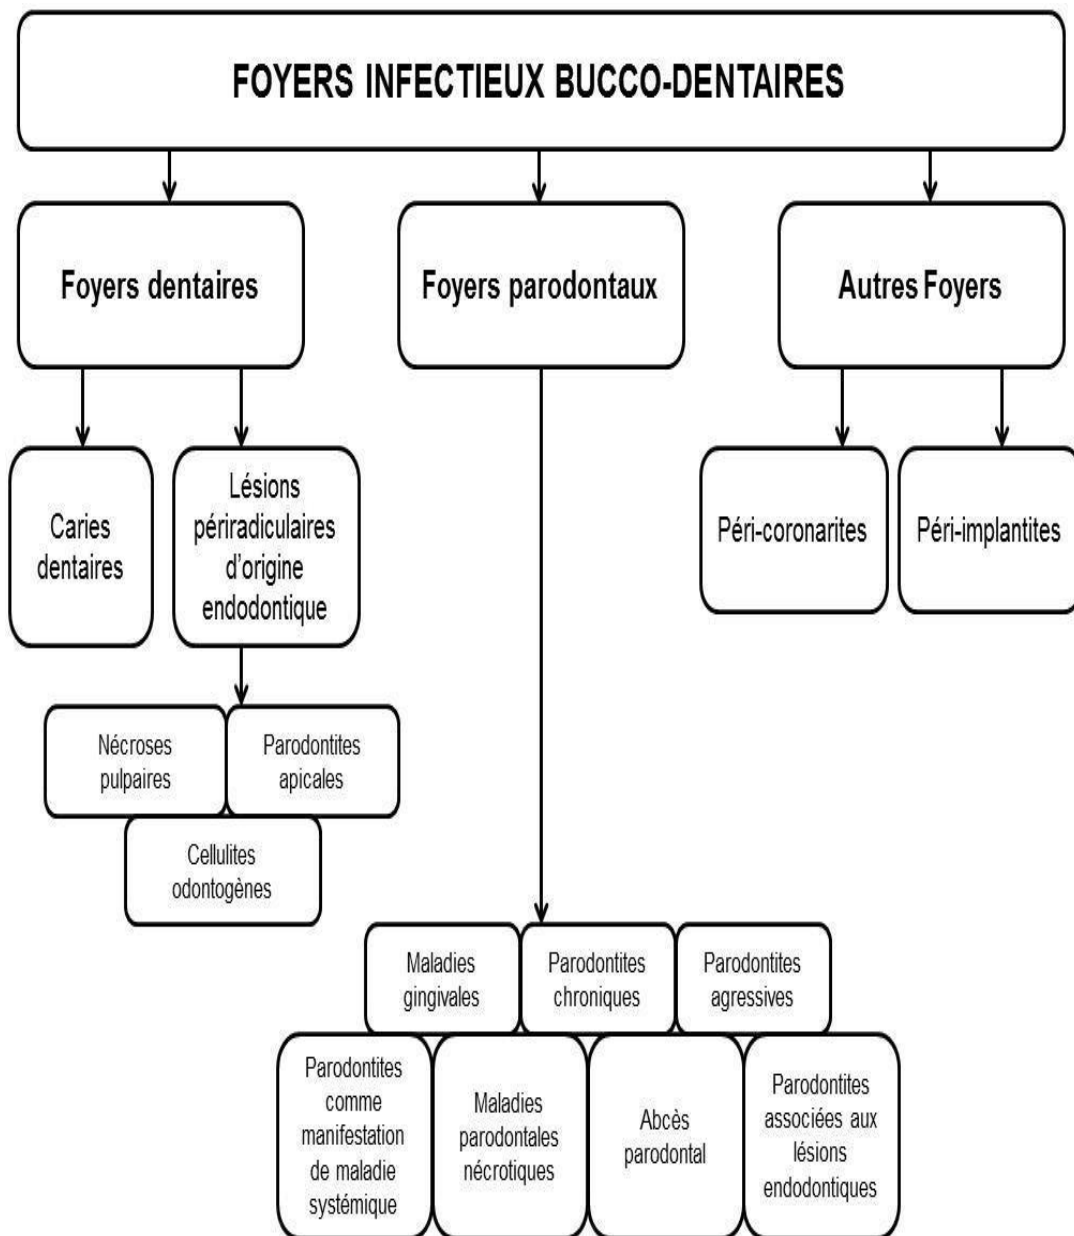 FOYERS INFECTIEUX BUCCO-DENTAIRES
Foyers dentaires
Foyers parodontaux
Autres Foyers
Caries
dentaires
Lésions
périradiculaires
d'origine
endodontique
Péri-coronarites
Péri-implantites
Nécroses
pulpaires
Parodontites
apicales
Cellulites
odontogènes
Maladies
gingivales
Parodontites
chroniques
Parodontites
agressives
Parodontites
comme
manifestation
de maladie
systémique
Maladies
parodontales
nécrotiques
Abcès
parodontal
Parodontites
associées aux
lésions
endodontiques